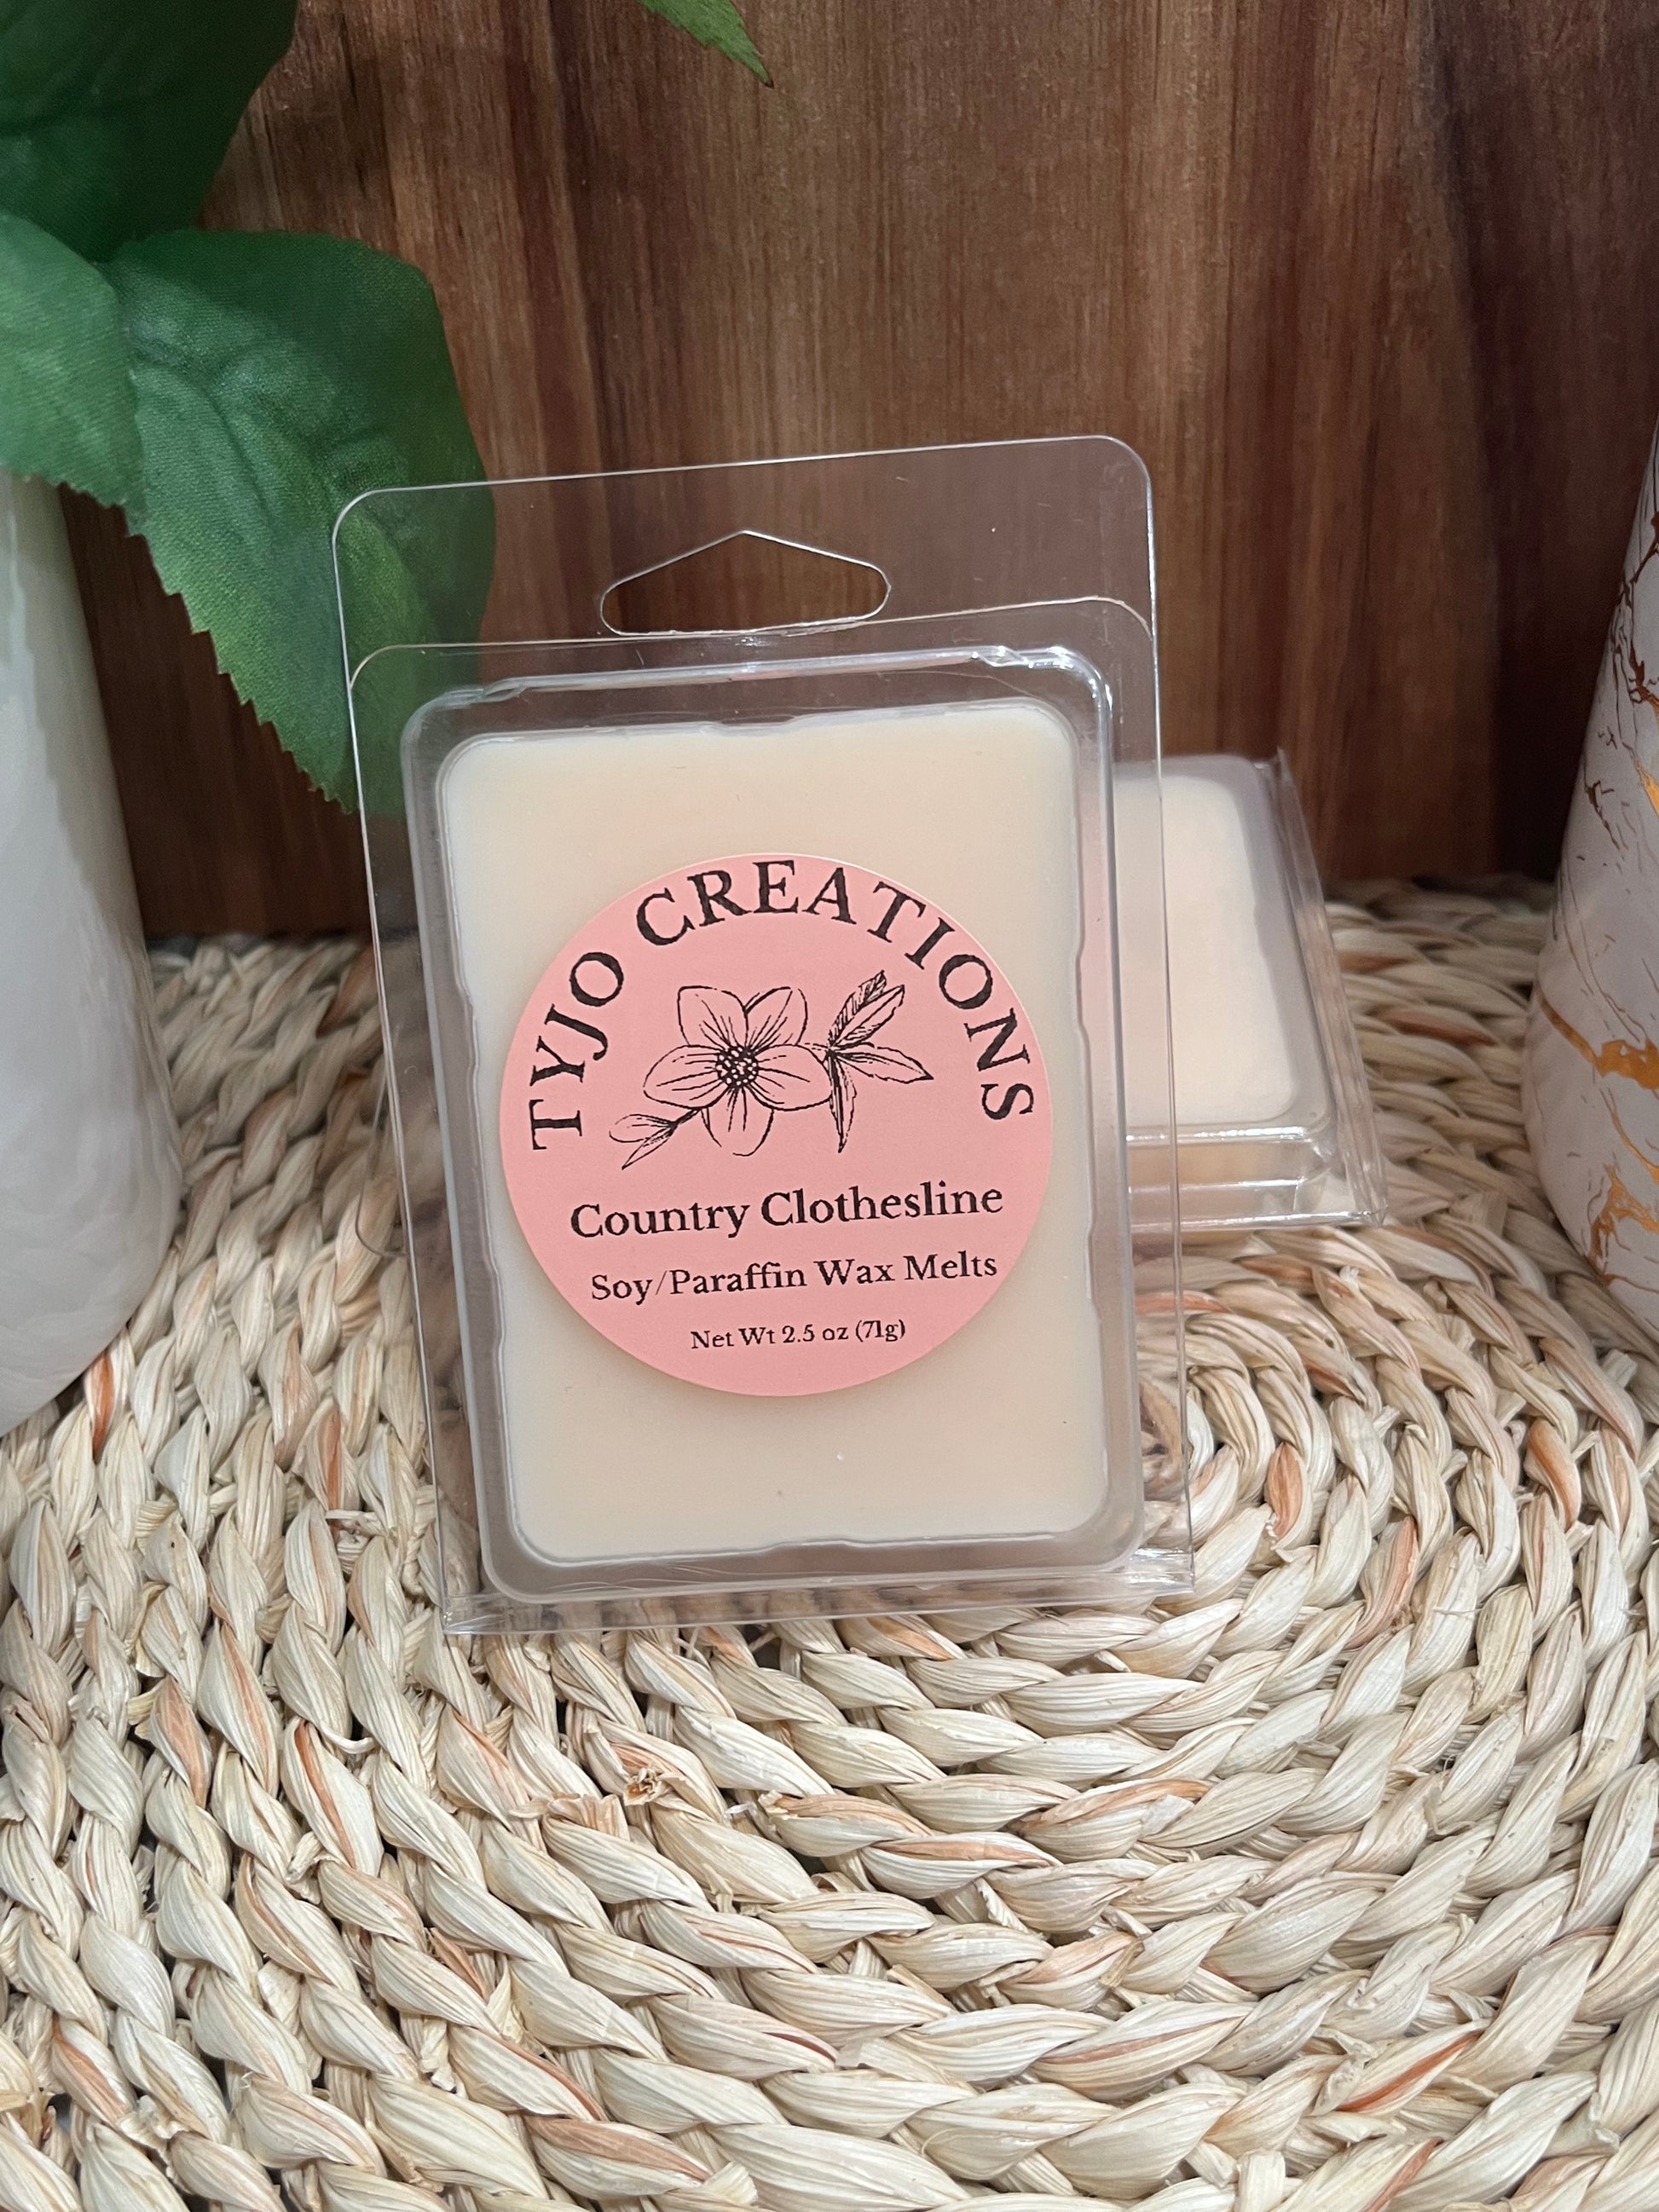 TYJO CREATIONS
Country Clothesline
Soy/Paraffin Wax Melts
Net Wt 2.5 oz (71g)